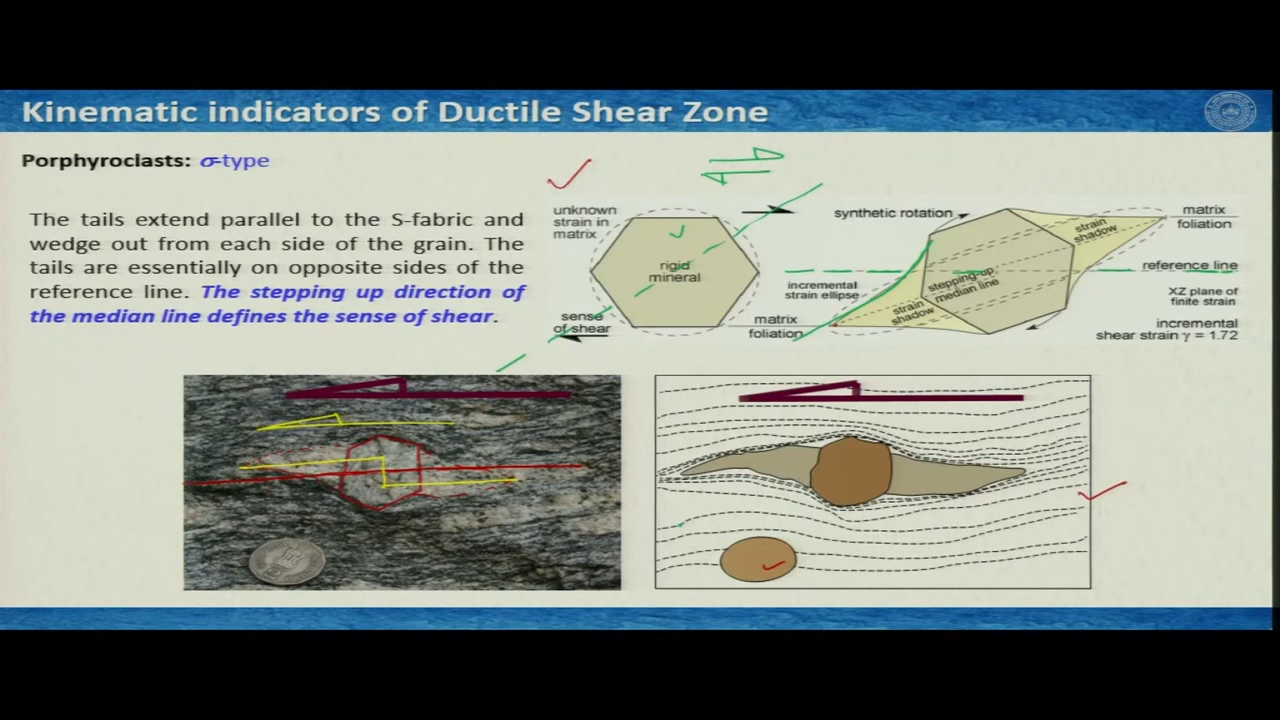 Kinematic indicators of Ductile Shear Zone
Porphyroclasts: σ-type
The tails extend parallel to the S-fabric and
wedge out from each side of the grain. The
tails are essentially on opposite sides of the
reference line. The stepping up direction of
the median line defines the sense of shear.
unknown
strain in
matrix
rigid
mineral
sense
of shear
matrix
foliation
synthetic rotation
incremental
strain ellipse
strain
shadow
stepping-up
median line
strain
shadow
matrix
foliation
reference line
XZ plane of
finite strain
incremental
shear strain γ = 1.72